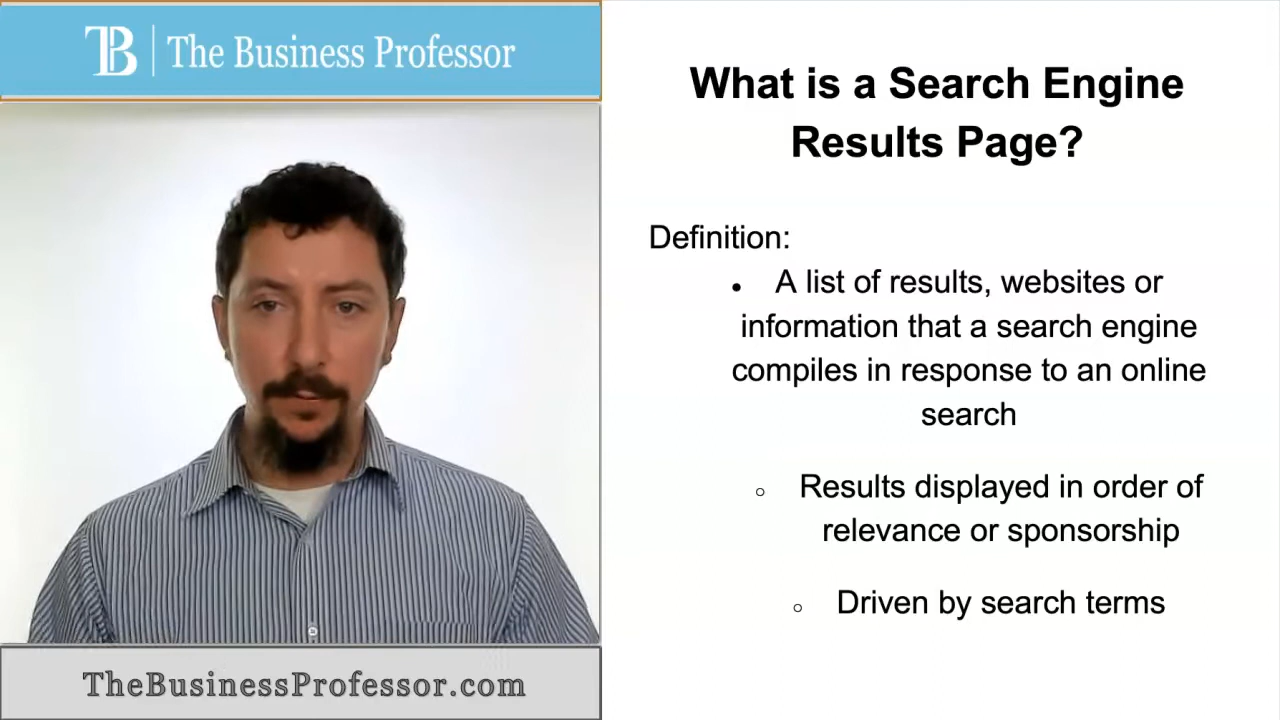 TB
The Business Professor
What is a Search Engine
Results Page?
Definition:
● A list of results, websites or
information that a search engine
compiles in response to an online
search
○ Results displayed in order of
relevance or sponsorship
○ Driven by search terms
TheBusinessProfessor.com